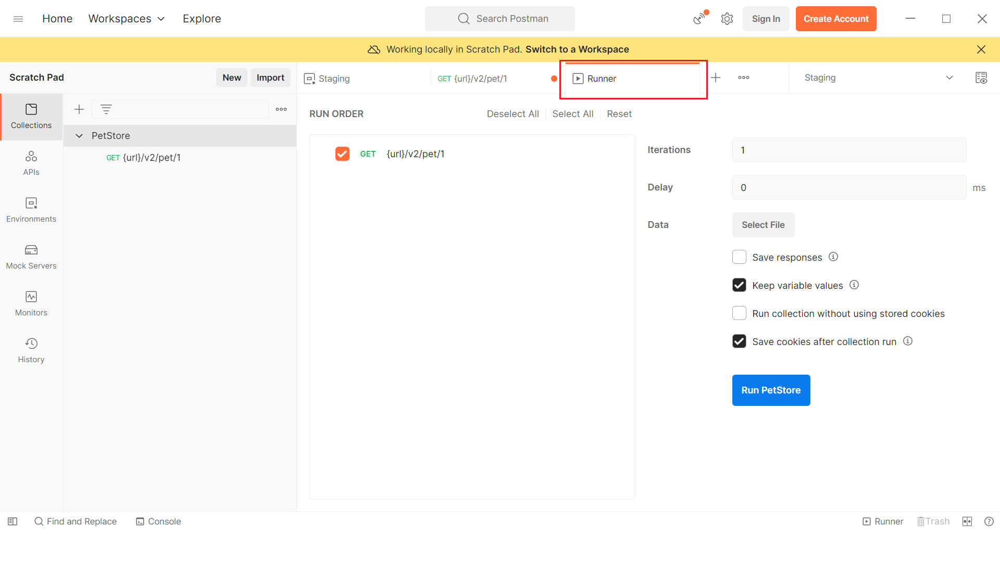 Home Workspaces Explore Search Postman Sign In Create Account
Working locally in Scratch Pad. Switch to a Workspace
Scratch Pad New Import Staging GET {url}/v2/pet/1 Runner Staging
Collections
APIs
Environments
Mock Servers
Monitors
History
PetStore
GET {url}/v2/pet/1
RUN ORDER Deselect All Select All Reset
GET {url}/v2/pet/1
Iterations 1
Delay 0 ms
Data Select File
Save responses
Keep variable values
Run collection without using stored cookies
Save cookies after collection run
Run PetStore
Find and Replace Console Runner Trash